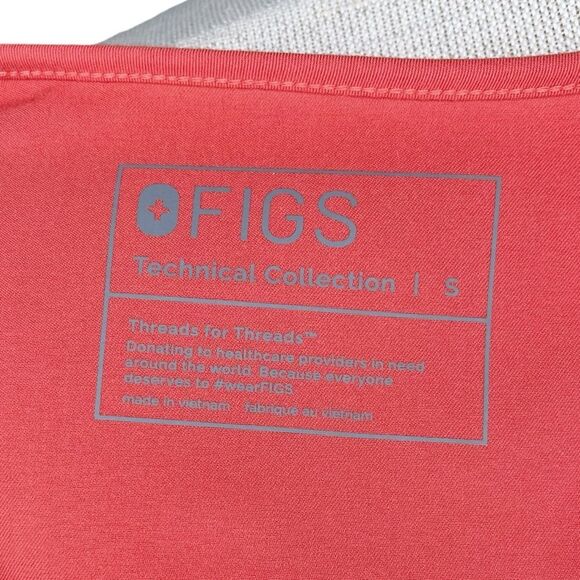 FIGS
Technical Collection | S
Threads for Threads™
Donating to healthcare providers in need
around the world. Because everyone
deserves to #wearFIGS
made in vietnam fabriqué au vietnam